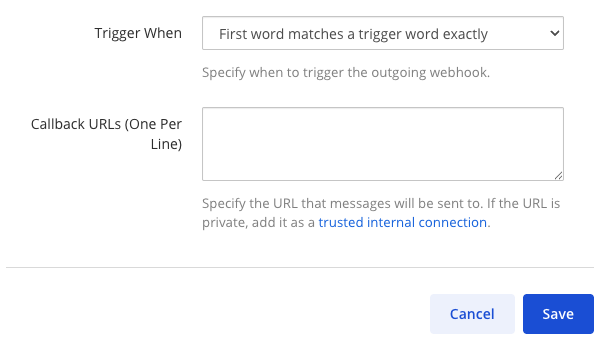 Trigger When
First word matches a trigger word exactly
Specify when to trigger the outgoing webhook.
Callback URLs (One Per
Line)
Specify the URL that messages will be sent to. If the URL is
private, add it as a trusted internal connection.
Cancel
Save